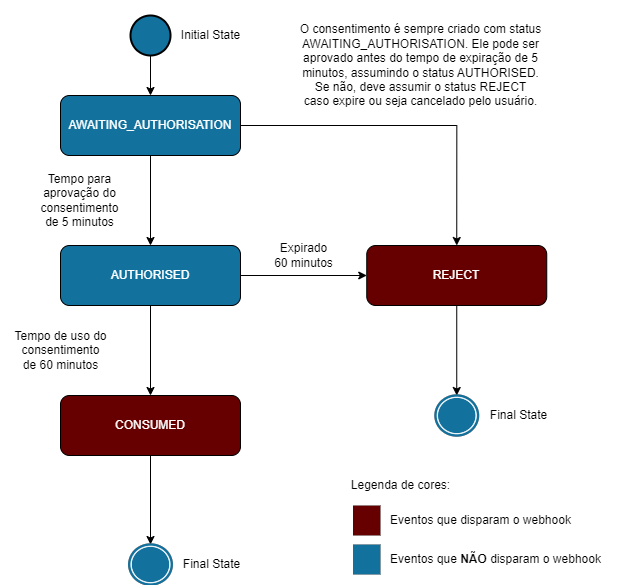 Initial State
O consentimento é sempre criado com status
AWAITING_AUTHORISATION. Ele pode ser
aprovado antes do tempo de expiração de 5
minutos, assumindo o status AUTHORISED.
Se não, deve assumir o status REJECT
caso expire ou seja cancelado pelo usuário.
AWAITING_AUTHORISATION
Tempo para
aprovação do
consentimento
de 5 minutos
AUTHORISED
Expirado
60 minutos
REJECT
Tempo de uso do
consentimento
de 60 minutos
CONSUMED
Final State
Legenda de cores:
Eventos que disparam o webhook
Eventos que NÃO disparam o webhook
Final State